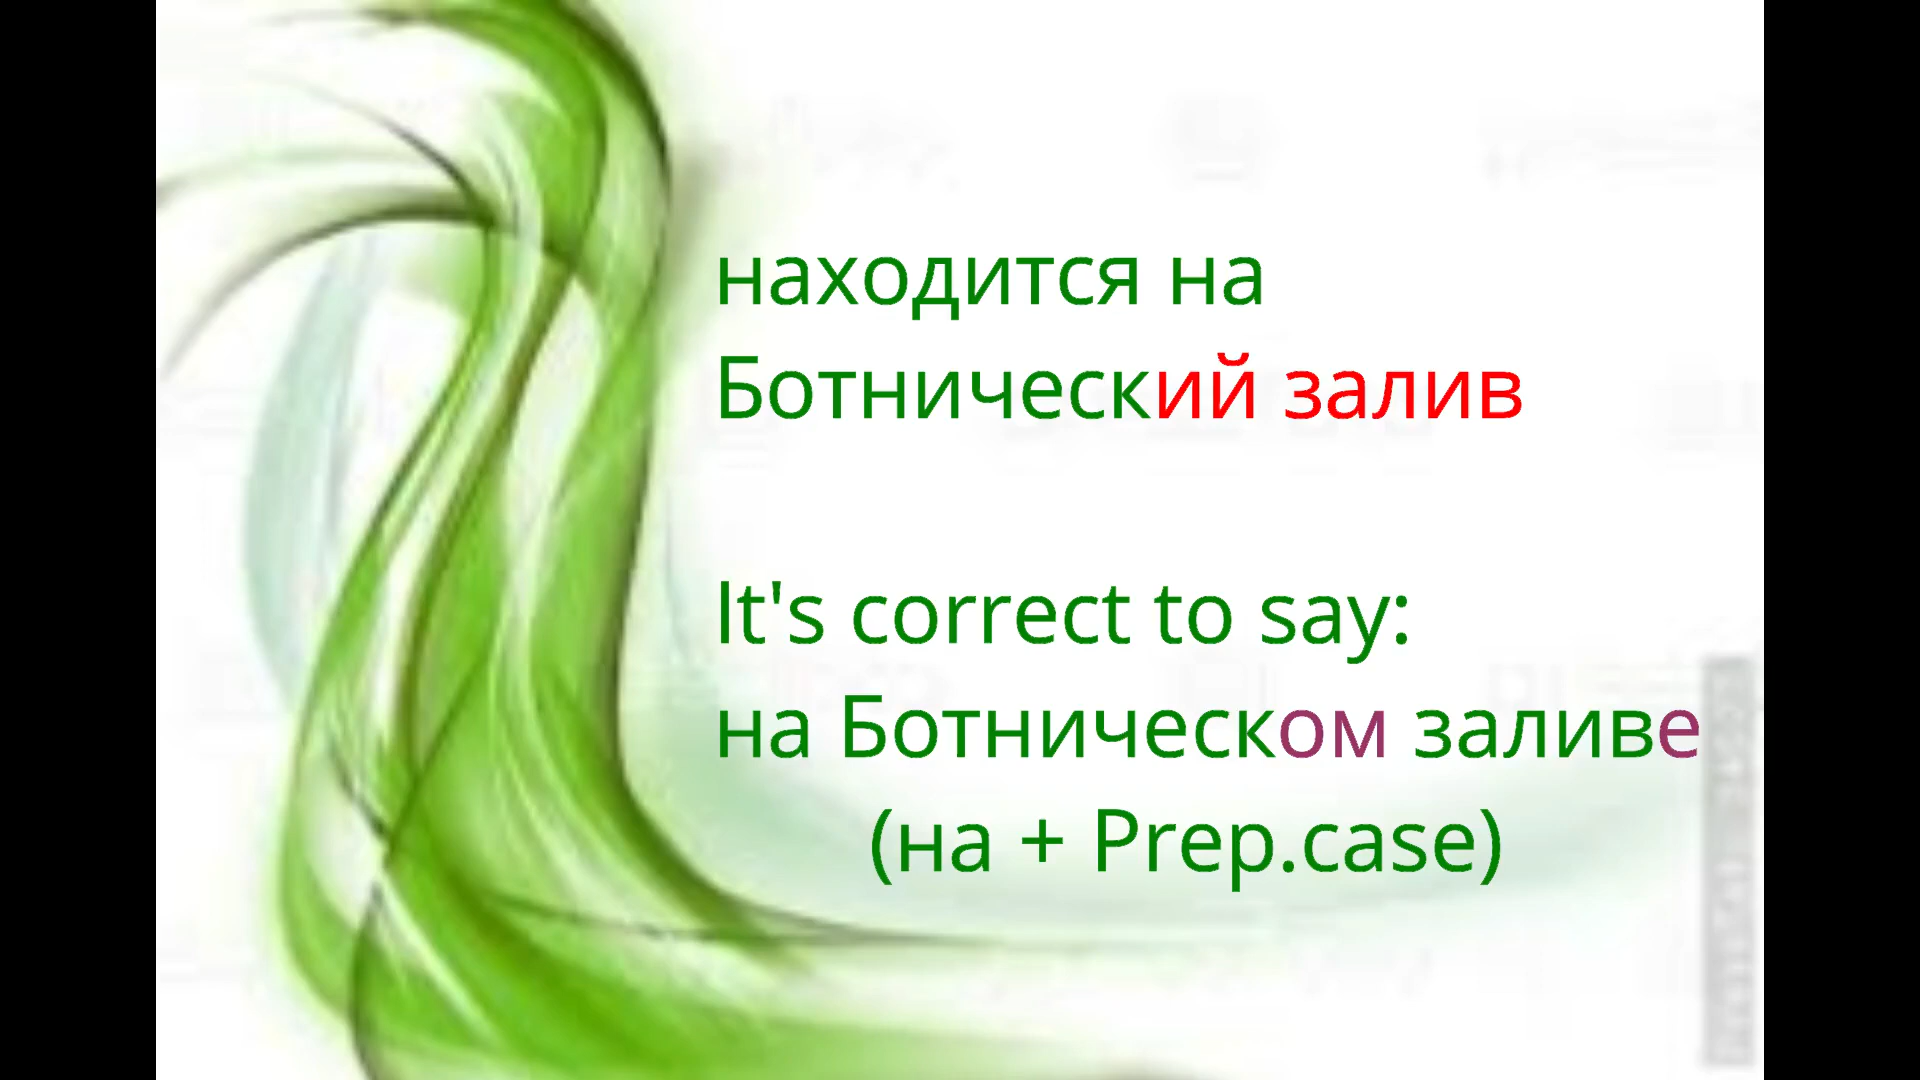 находится на
Ботнический залив
It's correct to say:
на Ботническом заливе
(на + Prep.case)